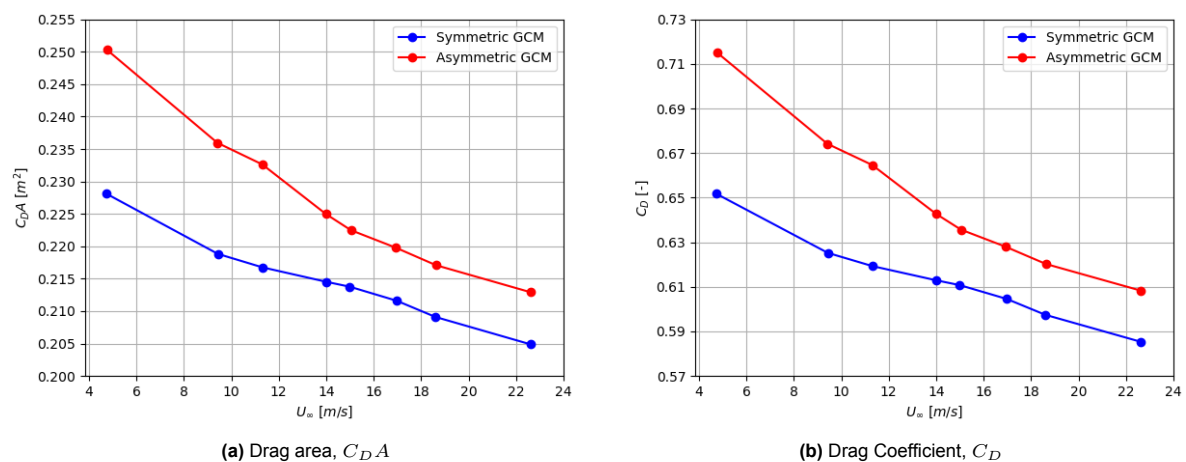 0.255
0.250
0.245
0.240
0.235
0.230
0.225
0.220
0.215
0.210
0.205
0.200
C_D A [m²]
Symmetric GCM
Asymmetric GCM
4 6 8 10 12 14 16 18 20 22 24
U∞ [m/s]
(a) Drag area, C_D A
0.73
0.71
0.69
0.67
0.65
0.63
0.61
0.59
0.57
C_D [-]
Symmetric GCM
Asymmetric GCM
4 6 8 10 12 14 16 18 20 22 24
U∞ [m/s]
(b) Drag Coefficient, C_D